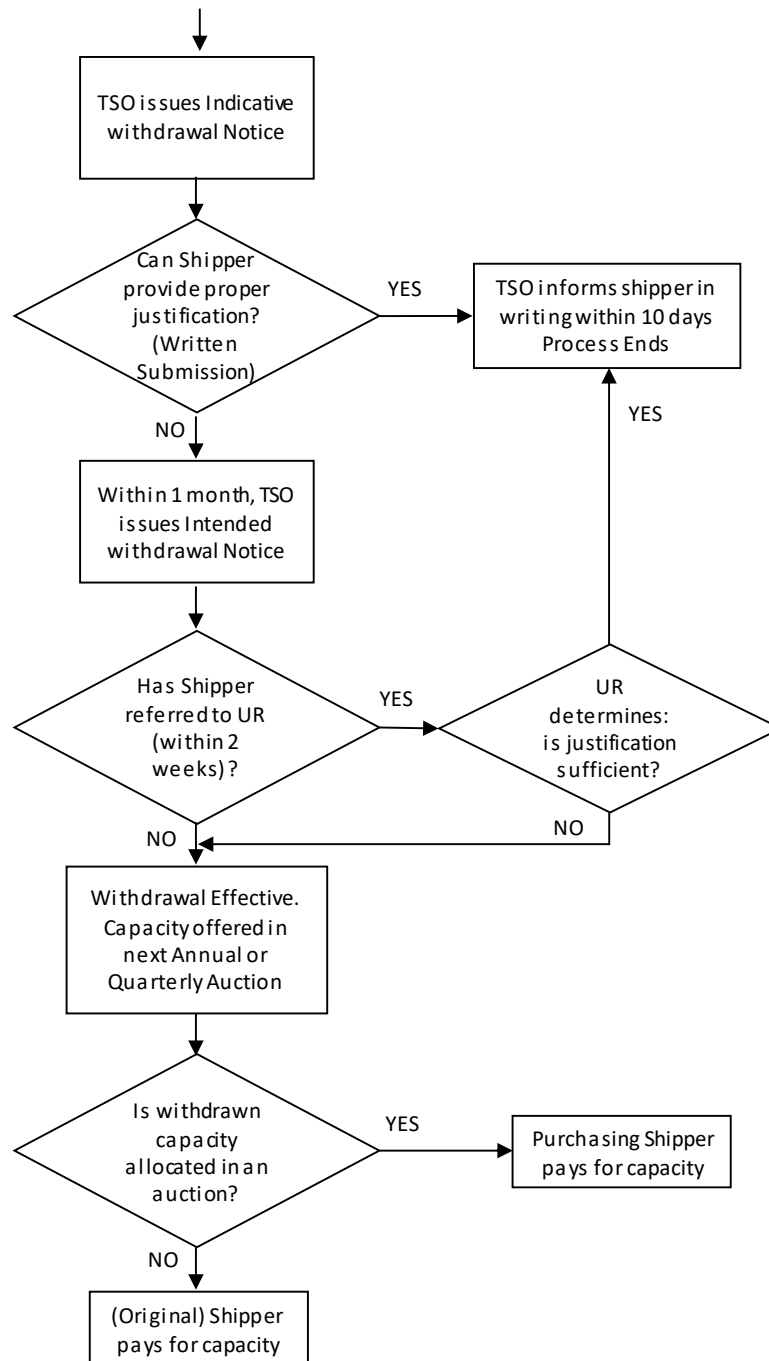 TSO issues Indicative
withdrawal Notice
Can Shipper
provide proper
justification?
(Written
Submission)
YES
TSO informs shipper in
writing within 10 days
Process Ends
NO
YES
Within 1 month, TSO
issues Intended
withdrawal Notice
Has Shipper
referred to UR
(within 2
weeks) ?
YES
UR
determines:
is justification
sufficient?
NO
NO
Withdrawal Effective.
Capacity offered in
next Annual or
Quarterly Auction
Is withdrawn
capacity
allocated in an
auction?
YES
Purchasing Shipper
pays for capacity
NO
(Original) Shipper
pays for capacity